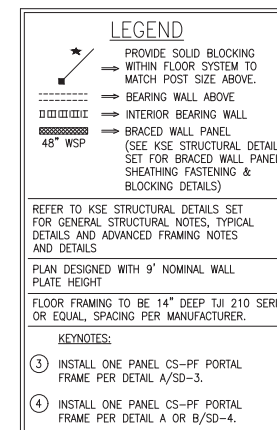 LEGEND
PROVIDE SOLID BLOCKING
WITHIN FLOOR SYSTEM TO
MATCH POST SIZE ABOVE.
BEARING WALL ABOVE
INTERIOR BEARING WALL
BRACED WALL PANEL
48" WSP
(SEE KSE STRUCTURAL DETAIL
SET FOR BRACED WALL PANEL
SHEATHING FASTENING &
BLOCKING DETAILS)
REFER TO KSE STRUCTURAL DETAILS SET
FOR GENERAL STRUCTURAL NOTES, TYPICAL
DETAILS AND ADVANCED FRAMING NOTES
AND DETAILS
PLAN DESIGNED WITH 9' NOMINAL WALL
PLATE HEIGHT
FLOOR FRAMING TO BE 14" DEEP TJI 210 SERI
OR EQUAL, SPACING PER MANUFACTURER.
KEYNOTES:
3 INSTALL ONE PANEL CS-PF PORTAL
FRAME PER DETAIL A/SD-3.
4 INSTALL ONE PANEL CS-PF PORTAL
FRAME PER DETAIL A OR B/SD-4.